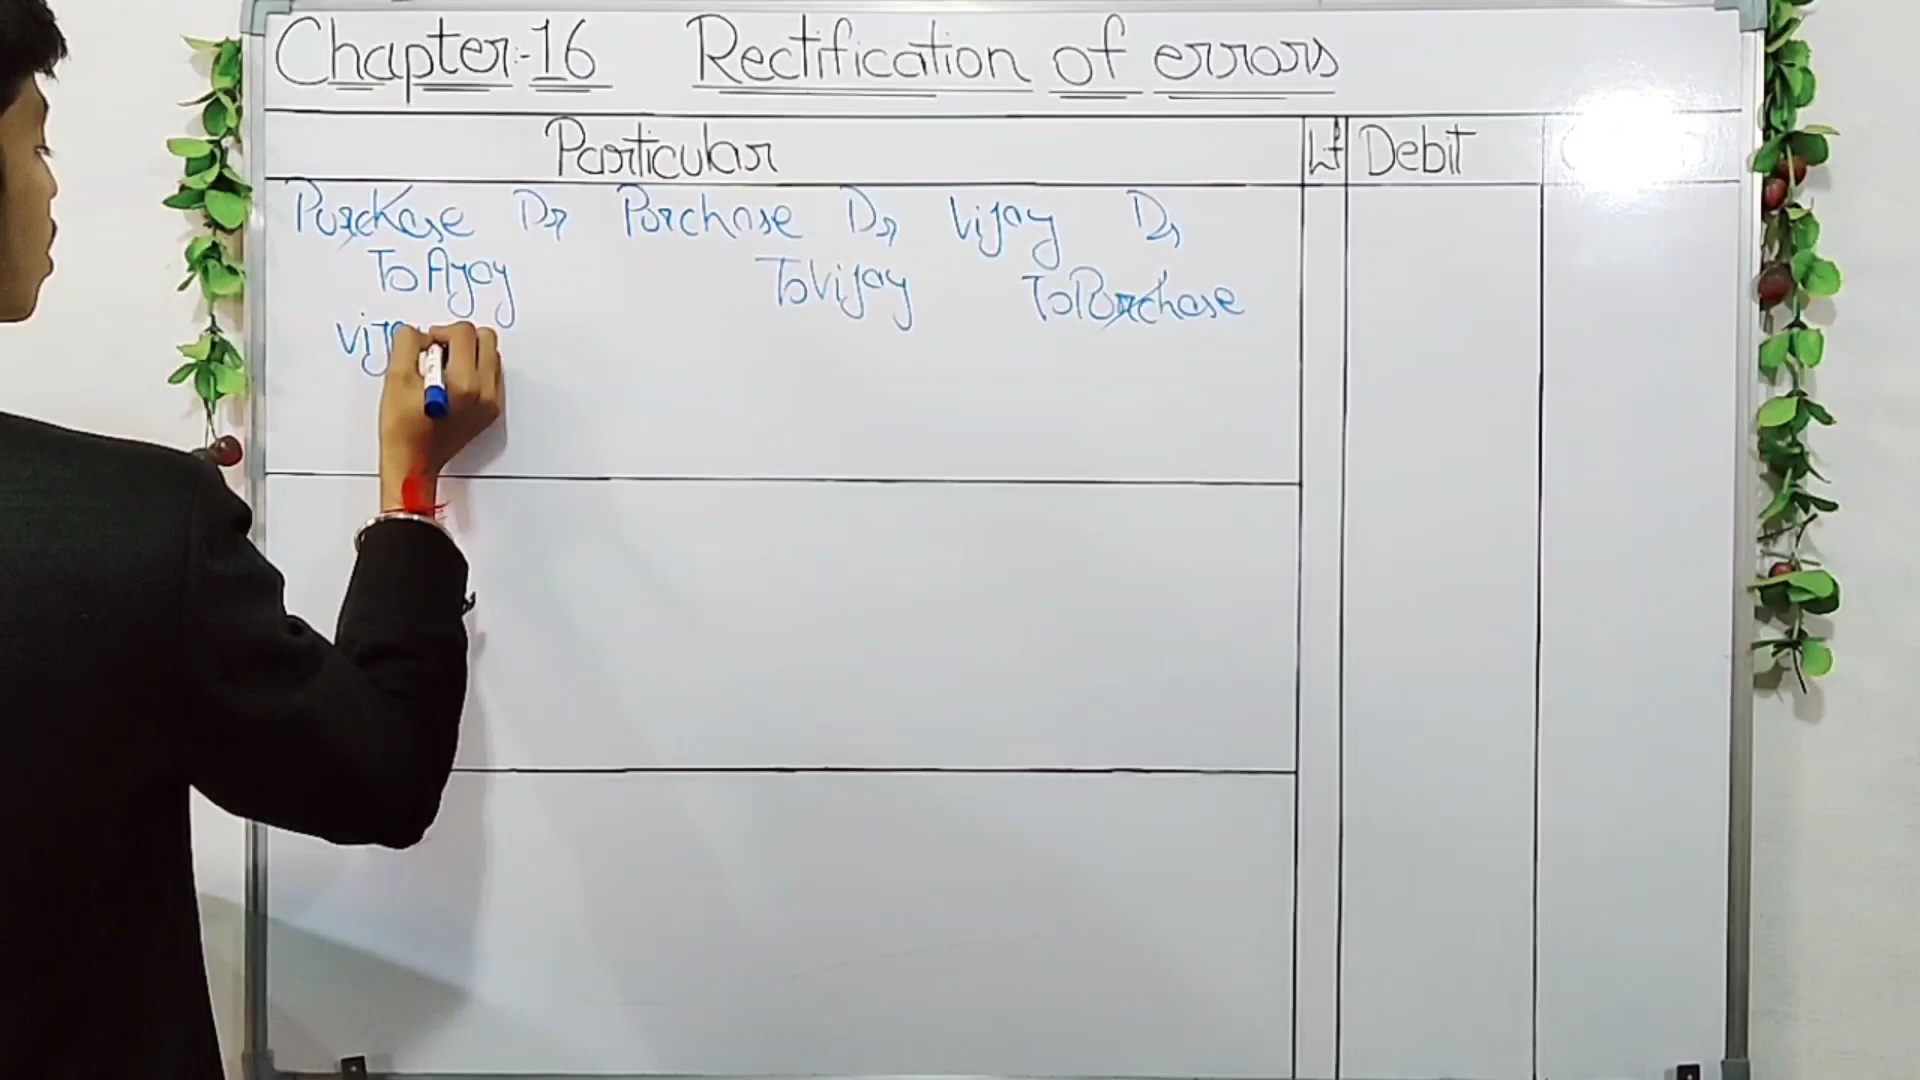 Chapter:-16 Rectification of errors
Particular Lf Debit
Purchase Dr Purchase Dr Vijay Dr
To Ajay To Vijay To Purchase